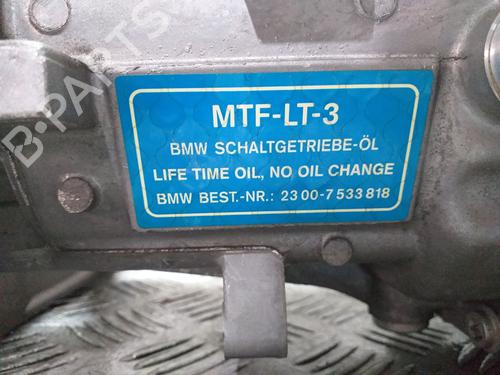 B-PARTS
MTF-LT-3
BMW SCHALTGETRIEBE-ÖL
LIFE TIME OIL, NO OIL CHANGE
BMW BEST.-NR.: 23 00-7 533 818